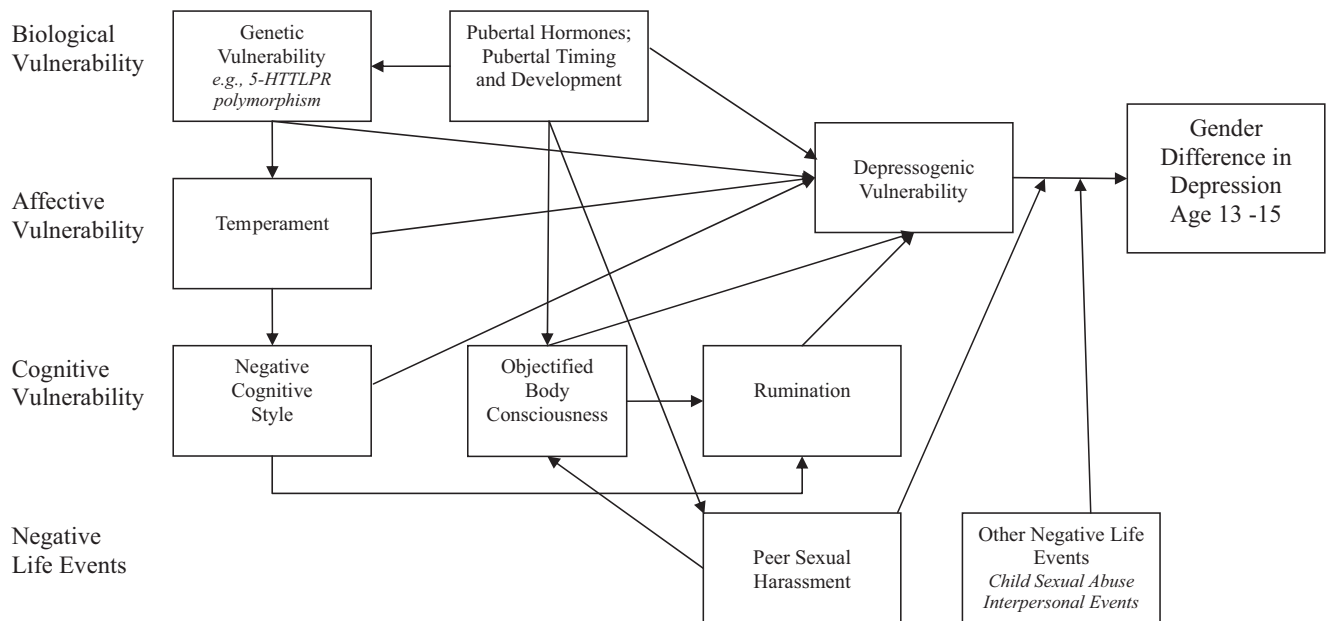 Biological
Vulnerability
Genetic
Vulnerability
e.g., 5-HTTLPR
polymorphism
Pubertal Hormones;
Pubertal Timing
and Development
Affective
Vulnerability
Temperament
Depressogenic
Vulnerability
Gender
Difference in
Depression
Age 13 -15
Cognitive
Vulnerability
Negative
Cognitive
Style
Objectified
Body
Consciousness
Rumination
Negative
Life Events
Peer Sexual
Harassment
Other Negative Life
Events
Child Sexual Abuse
Interpersonal Events